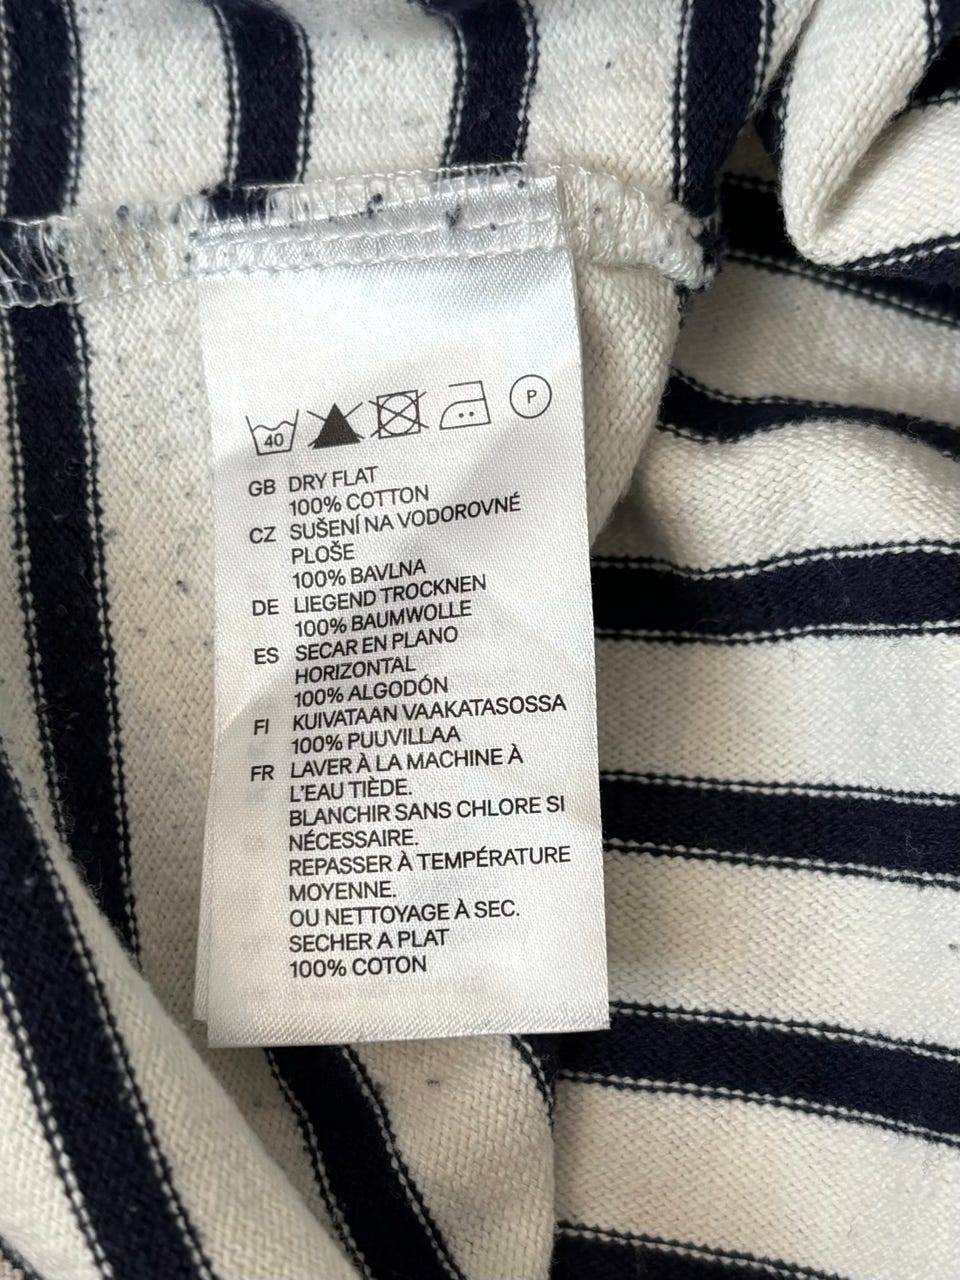 40
P
GB DRY FLAT
100% COTTON
CZ SUŠENÍ NA VODOROVNÉ
PLOŠE
100% BAVLNA
DE LIEGEND TROCKNEN
100% BAUMWOLLE
ES SECAR EN PLANO
HORIZONTAL
100% ALGODÓN
FI KUIVATAAN VAAKATASOSSA
100% PUUVILLAA
FR LAVER À LA MACHINE À
L'EAU TIÈDE.
BLANCHIR SANS CHLORE SI
NÉCESSAIRE.
REPASSER À TEMPÉRATURE
MOYENNE.
OU NETTOYAGE À SEC.
SECHER A PLAT
100% COTON